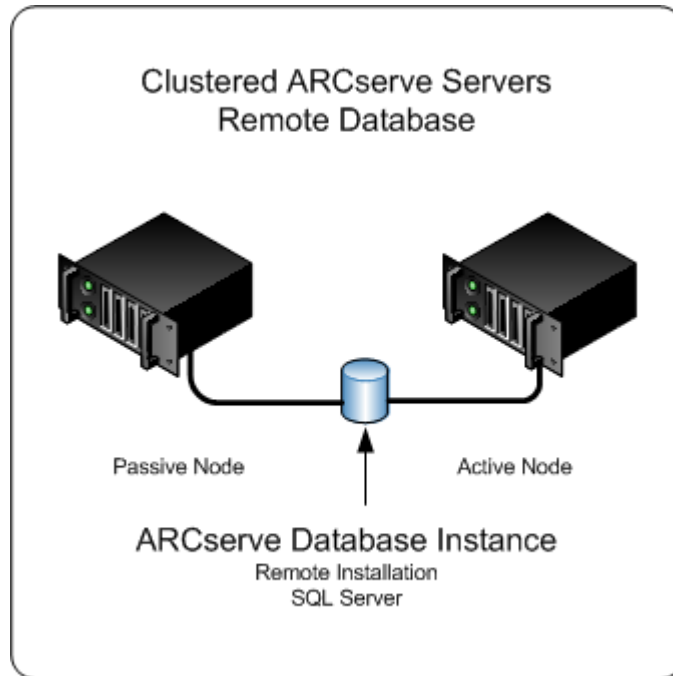 Clustered ARCserve Servers
Remote Database
Passive Node
Active Node
ARCserve Database Instance
Remote Installation
SQL Server